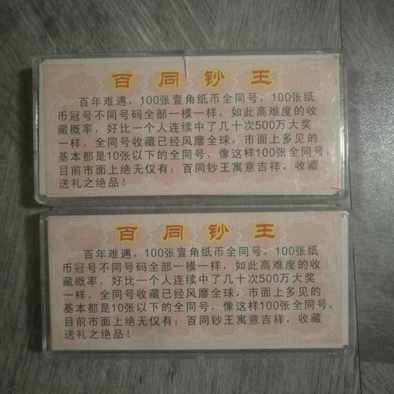 百同钞王
百年难遇，100张壹角纸币全同号，100张纸
币冠号不同号码全部一模一样，如此高难度的收
藏概率，好比一个人连续中了几十次500万大奖
一样，全同号收藏已经风靡全球，市面上多见的
基本都是10张以下的全同号，像这样100张全同号，
目前市面上绝无仅有；百同钞王寓意吉祥，收藏
送礼之绝品！
百同钞王
百年难遇，100张壹角纸币全同号，100张纸
币冠号不同号码全部一模一样，如此高难度的收
藏概率，好比一个人连续中了几十次500万大奖
一样，全同号收藏已经风靡全球，市面上多见的
基本都是10张以下的全同号，像这样100张全同号，
目前市面上绝无仅有；百同钞王寓意吉祥，收藏
送礼之绝品！